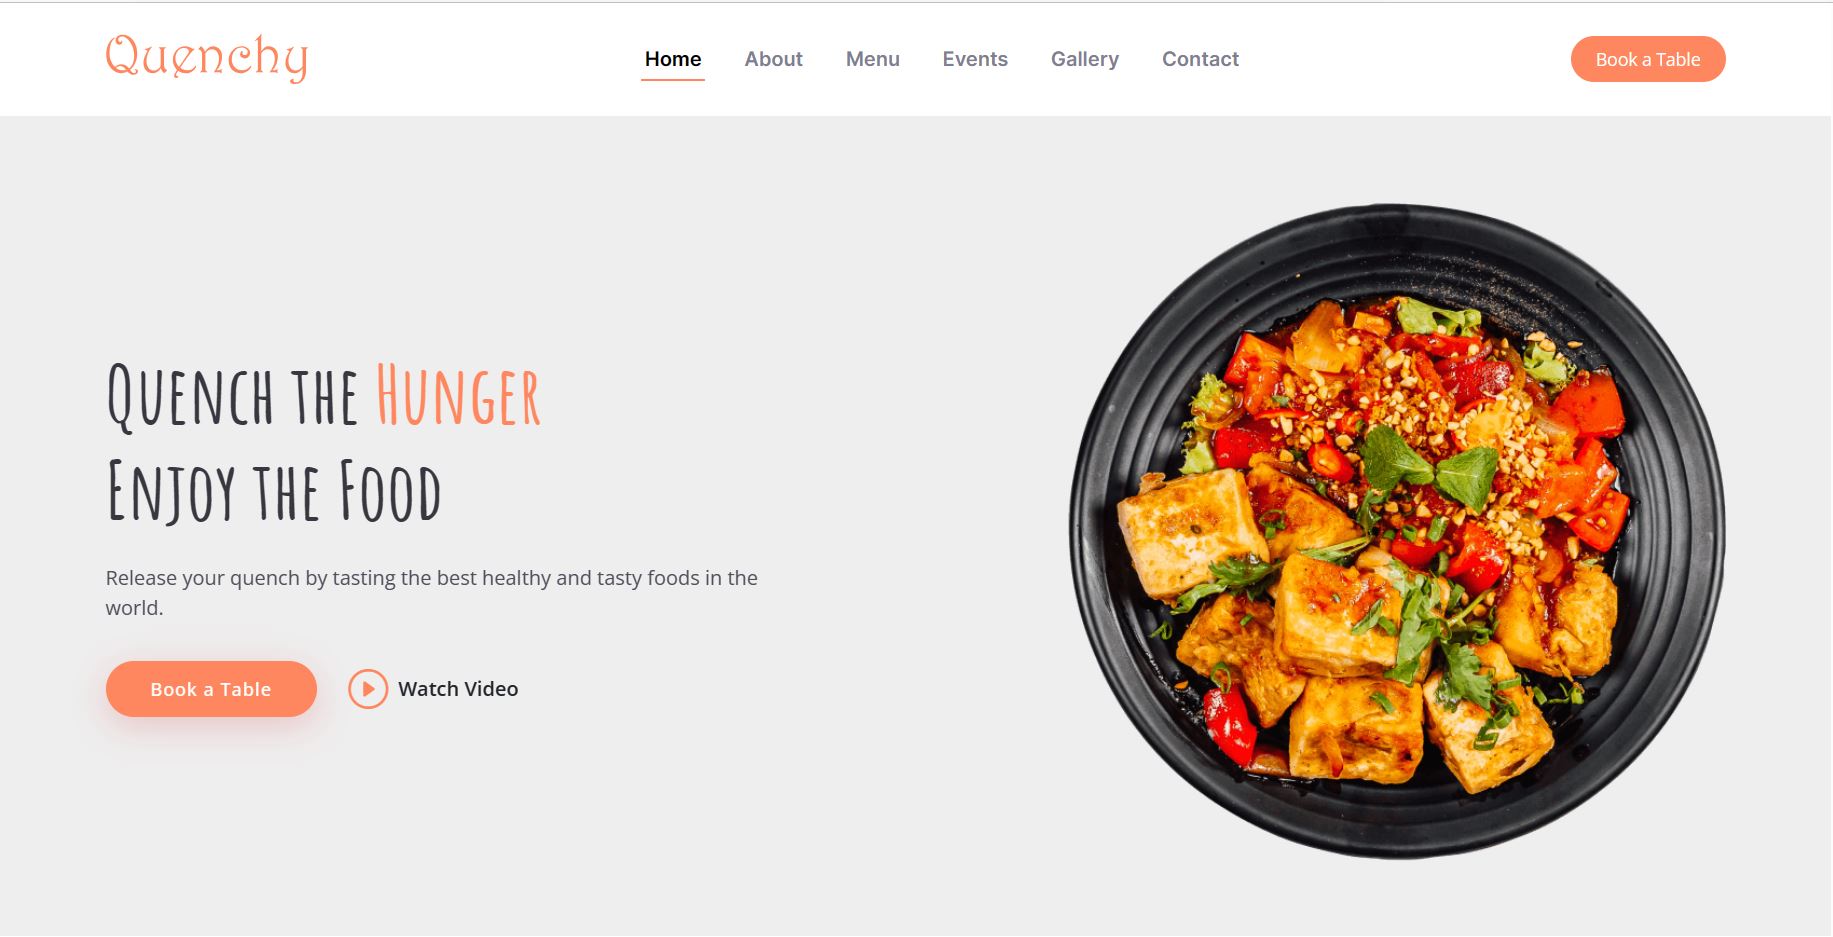 Quenchy
Home About Menu Events Gallery Contact
Book a Table
Quench the Hunger
Enjoy the Food
Release your quench by tasting the best healthy and tasty foods in the
world.
Book a Table
Watch Video